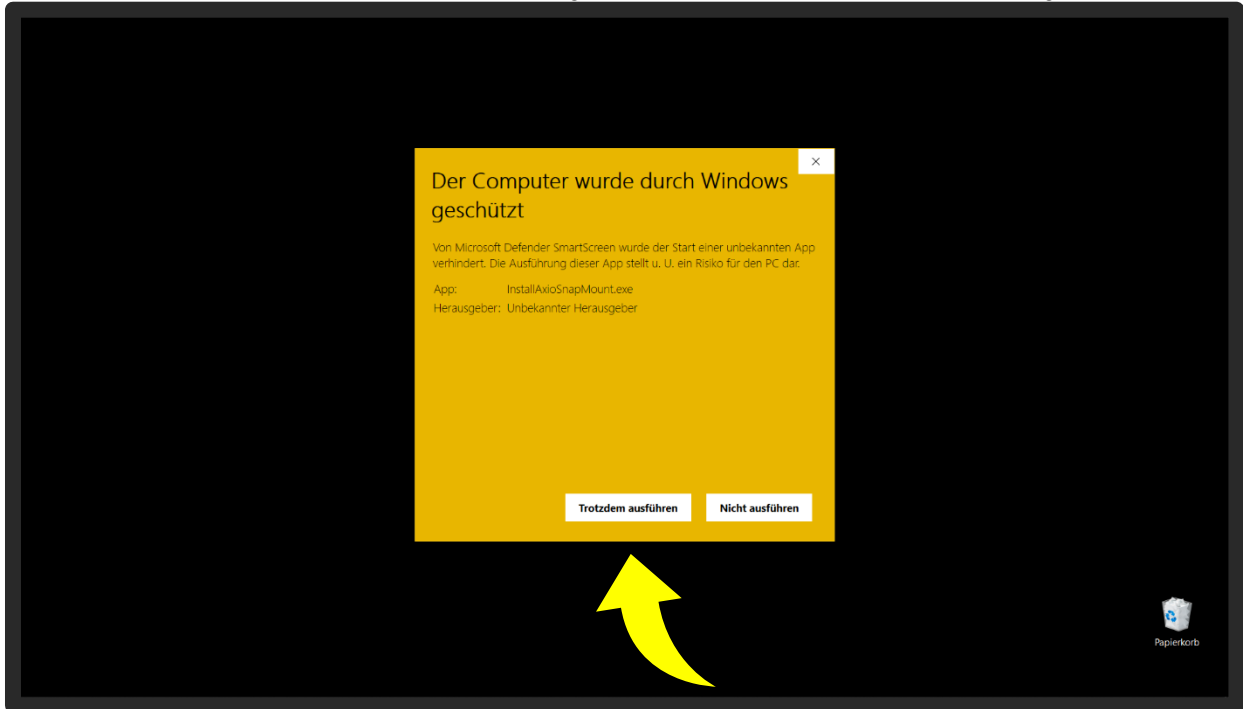 Der Computer wurde durch Windows
geschützt
Von Microsoft Defender SmartScreen wurde der Start einer unbekannten App
verhindert. Die Ausführung dieser App stellt u. U. ein Risiko für den PC dar.
App: InstallAxioSnapMount.exe
Herausgeber: Unbekannter Herausgeber
Trotzdem ausführen Nicht ausführen
Papierkorb